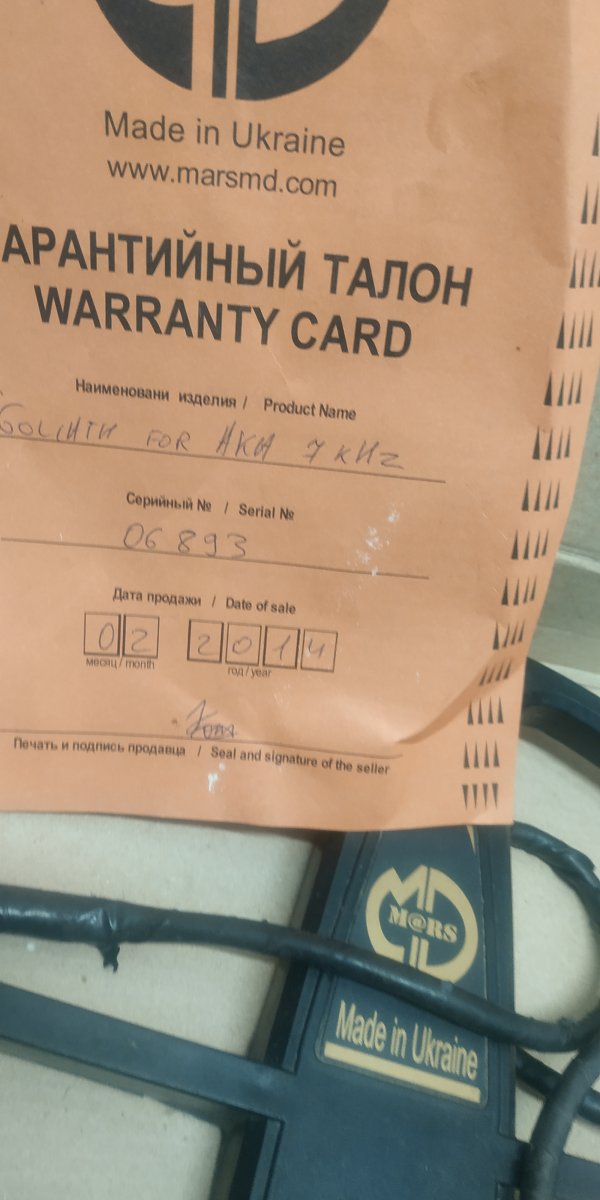 Made in Ukraine
www.marsmd.com
АРАНТИЙНЫЙ ТАЛОН
WARRANTY CARD
Наименовани изделия / Product Name
GOLIATH FOR AKA 7 kHz
Серийный № / Serial №
06893
Дата продажи / Date of sale
02 2014
месяц / month год / year
Печать и подпись продавца / Seal and signature of the seller
M@RS
Made in Ukraine